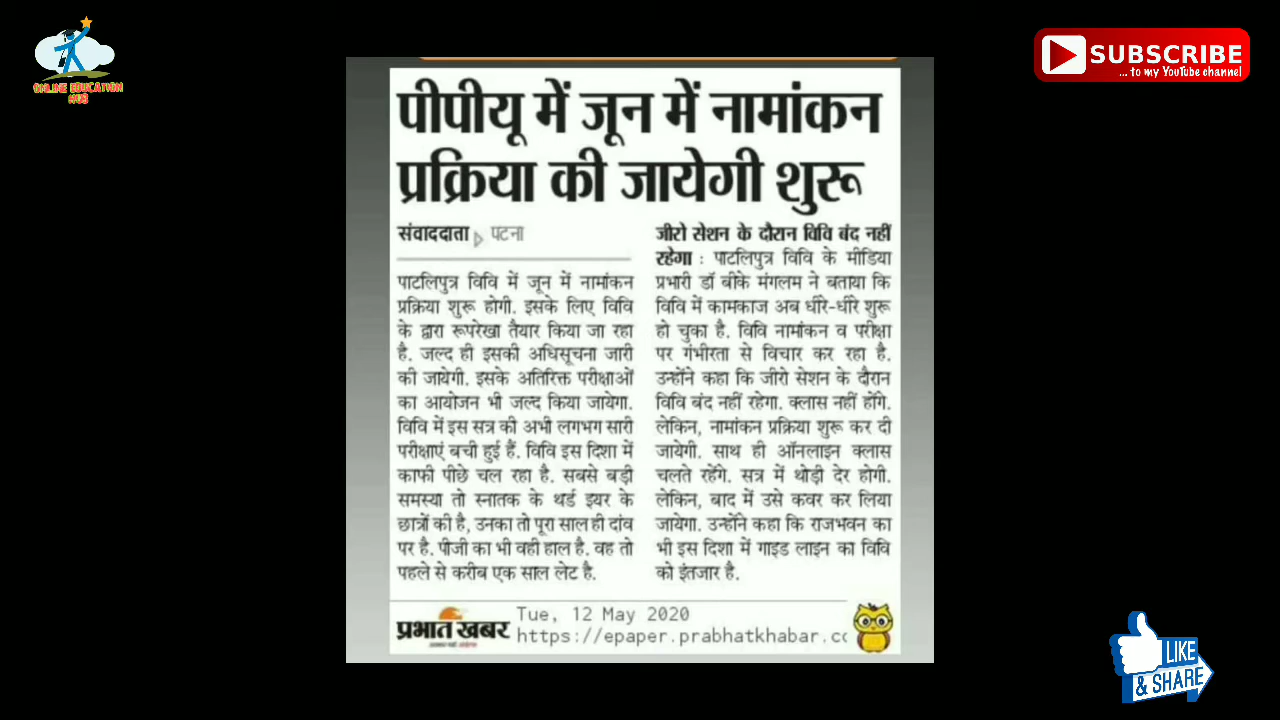 ONLINE EDUCATION
HUB
SUBSCRIBE
... to my YouTube channel
पीपीयू में जून में नामांकन
प्रक्रिया की जायेगी शुरू
संवाददाता पटना
पाटलिपुत्र विवि में जून में नामांकन
प्रक्रिया शुरू होगी. इसके लिए विवि
के द्वारा रूपरेखा तैयार किया जा रहा
है. जल्द ही इसकी अधिसूचना जारी
की जायेगी. इसके अतिरिक्त परीक्षाओं
का आयोजन भी जल्द किया जायेगा.
विवि में इस सत्र की अभी लगभग सारी
परीक्षाएं बची हुई हैं. विवि इस दिशा में
काफी पीछे चल रहा है. सबसे बड़ी
समस्या तो स्नातक के थर्ड इयर के
छात्रों की है, उनका तो पूरा साल ही दांव
पर है. पीजी का भी वही हाल है. वह तो
पहले से करीब एक साल लेट है.
जीरो सेशन के दौरान विवि बंद नहीं
रहेगा : पाटलिपुत्र विवि के मीडिया
प्रभारी डॉ बीके मंगलम ने बताया कि
विवि में कामकाज अब धीरे-धीरे शुरू
हो चुका है. विवि नामांकन व परीक्षा
पर गंभीरता से विचार कर रहा है.
उन्होंने कहा कि जीरो सेशन के दौरान
विवि बंद नहीं रहेगा. क्लास नहीं होंगे.
लेकिन, नामांकन प्रक्रिया शुरू कर दी
जायेगी. साथ ही ऑनलाइन क्लास
चलते रहेंगे. सत्र में थोड़ी देर होगी.
लेकिन, बाद में उसे कवर कर लिया
जायेगा. उन्होंने कहा कि राजभवन का
भी इस दिशा में गाइड लाइन का विवि
को इंतजार है.
प्रभात खबर
Tue, 12 May 2020
https://epaper.prabhatkhabar.cc
LIKE
& SHARE